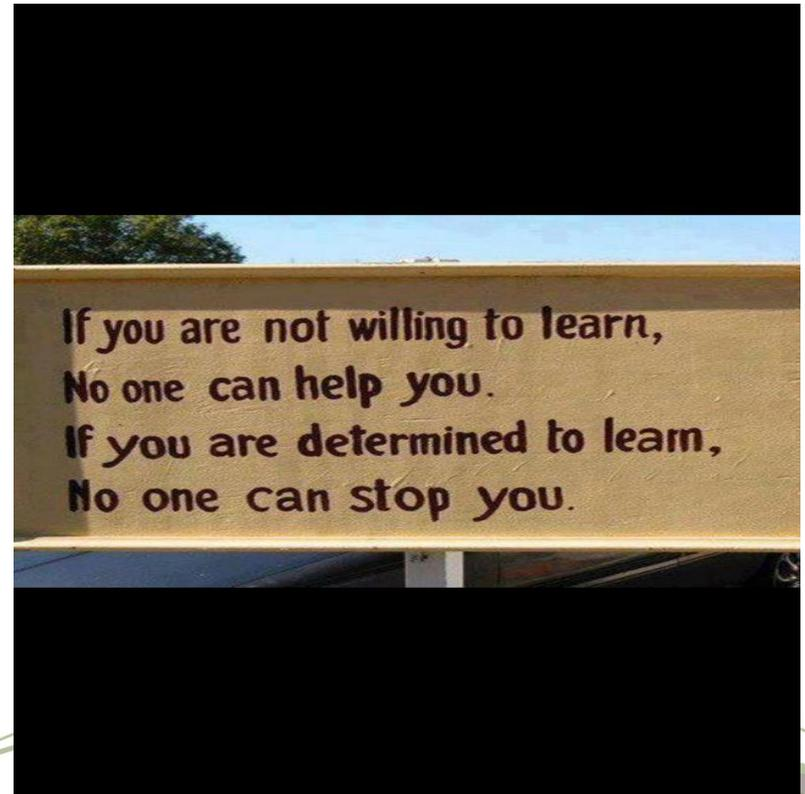 If you are not willing to learn,
No one can help you.
If you are determined to learn,
No one can stop you.